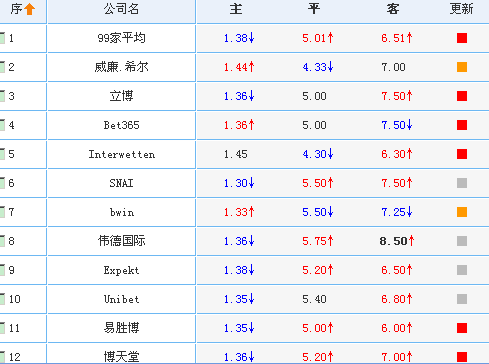 序 公司名 主 平 客 更新
1 99家平均 1.38↓ 5.01↑ 6.51↑
2 威廉.希尔 1.44↑ 4.33↓ 7.00
3 立博 1.36↓ 5.00 7.50↑
4 Bet365 1.36↑ 5.00 7.50↓
5 Interwetten 1.45 4.30↓ 6.30↑
6 SNAI 1.30↓ 5.50↑ 7.50↑
7 bwin 1.33↑ 5.50↓ 7.25↓
8 伟德国际 1.36↓ 5.75↑ 8.50↑
9 Expekt 1.38↓ 5.20↑ 6.50↑
10 Unibet 1.35↓ 5.40 6.80↑
11 易胜博 1.35↓ 5.00↑ 6.00↑
12 博天堂 1.36↓ 5.20↑ 7.00↑